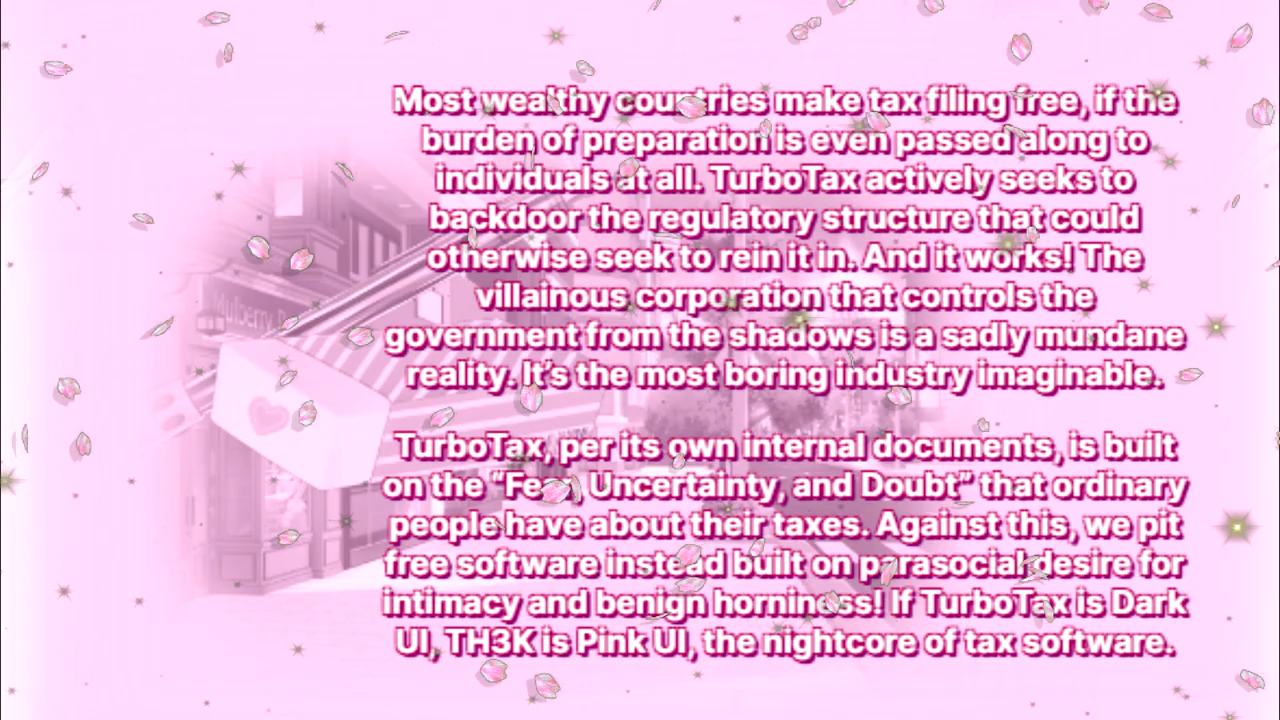 Most wealthy countries make tax filing free, if the
burden of preparation is even passed along to
individuals at all. TurboTax actively seeks to
backdoor the regulatory structure that could
otherwise seek to rein it in. And it works! The
villainous corporation that controls the
government from the shadows is a sadly mundane
reality. It's the most boring industry imaginable.
TurboTax, per its own internal documents, is built
on the “Fear, Uncertainty, and Doubt” that ordinary
people have about their taxes. Against this, we pit
free software instead built on parasocial desire for
intimacy and benign horniness! If TurboTax is Dark
UI, TH3K is Pink UI, the nightcore of tax software.
Mulberry